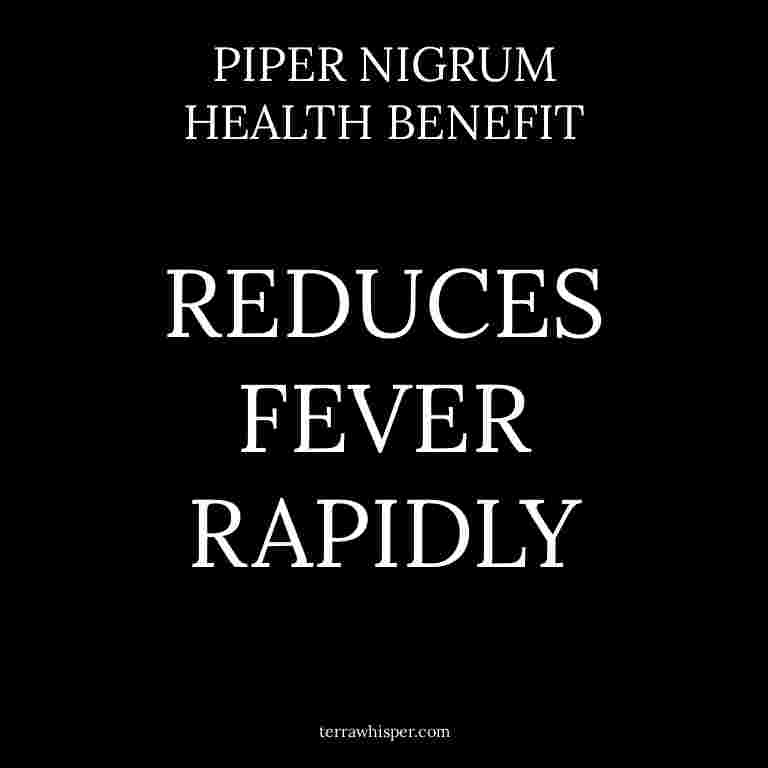 PIPER NIGRUM
HEALTH BENEFIT
REDUCES
FEVER
RAPIDLY
terrawhisper.com